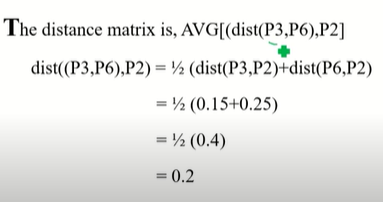 The distance matrix is, AVG[(dist(P3,P6),P2]
dist((P3,P6),P2) = ½ (dist(P3,P2)+dist(P6,P2)
= ½ (0.15+0.25)
= ½ (0.4)
= 0.2